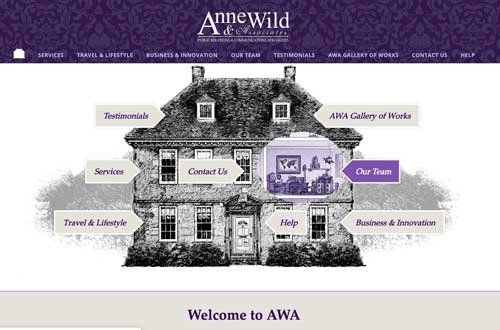 Anne Wild
& Associates
PUBLIC RELATIONS & COMMUNICATIONS SPECIALISTS
SERVICES TRAVEL & LIFESTYLE BUSINESS & INNOVATION OUR TEAM TESTIMONIALS AWA GALLERY OF WORKS CONTACT US HELP
Testimonials AWA Gallery of Works
Services Contact Us Our Team
Travel & Lifestyle Help Business & Innovation
Welcome to AWA